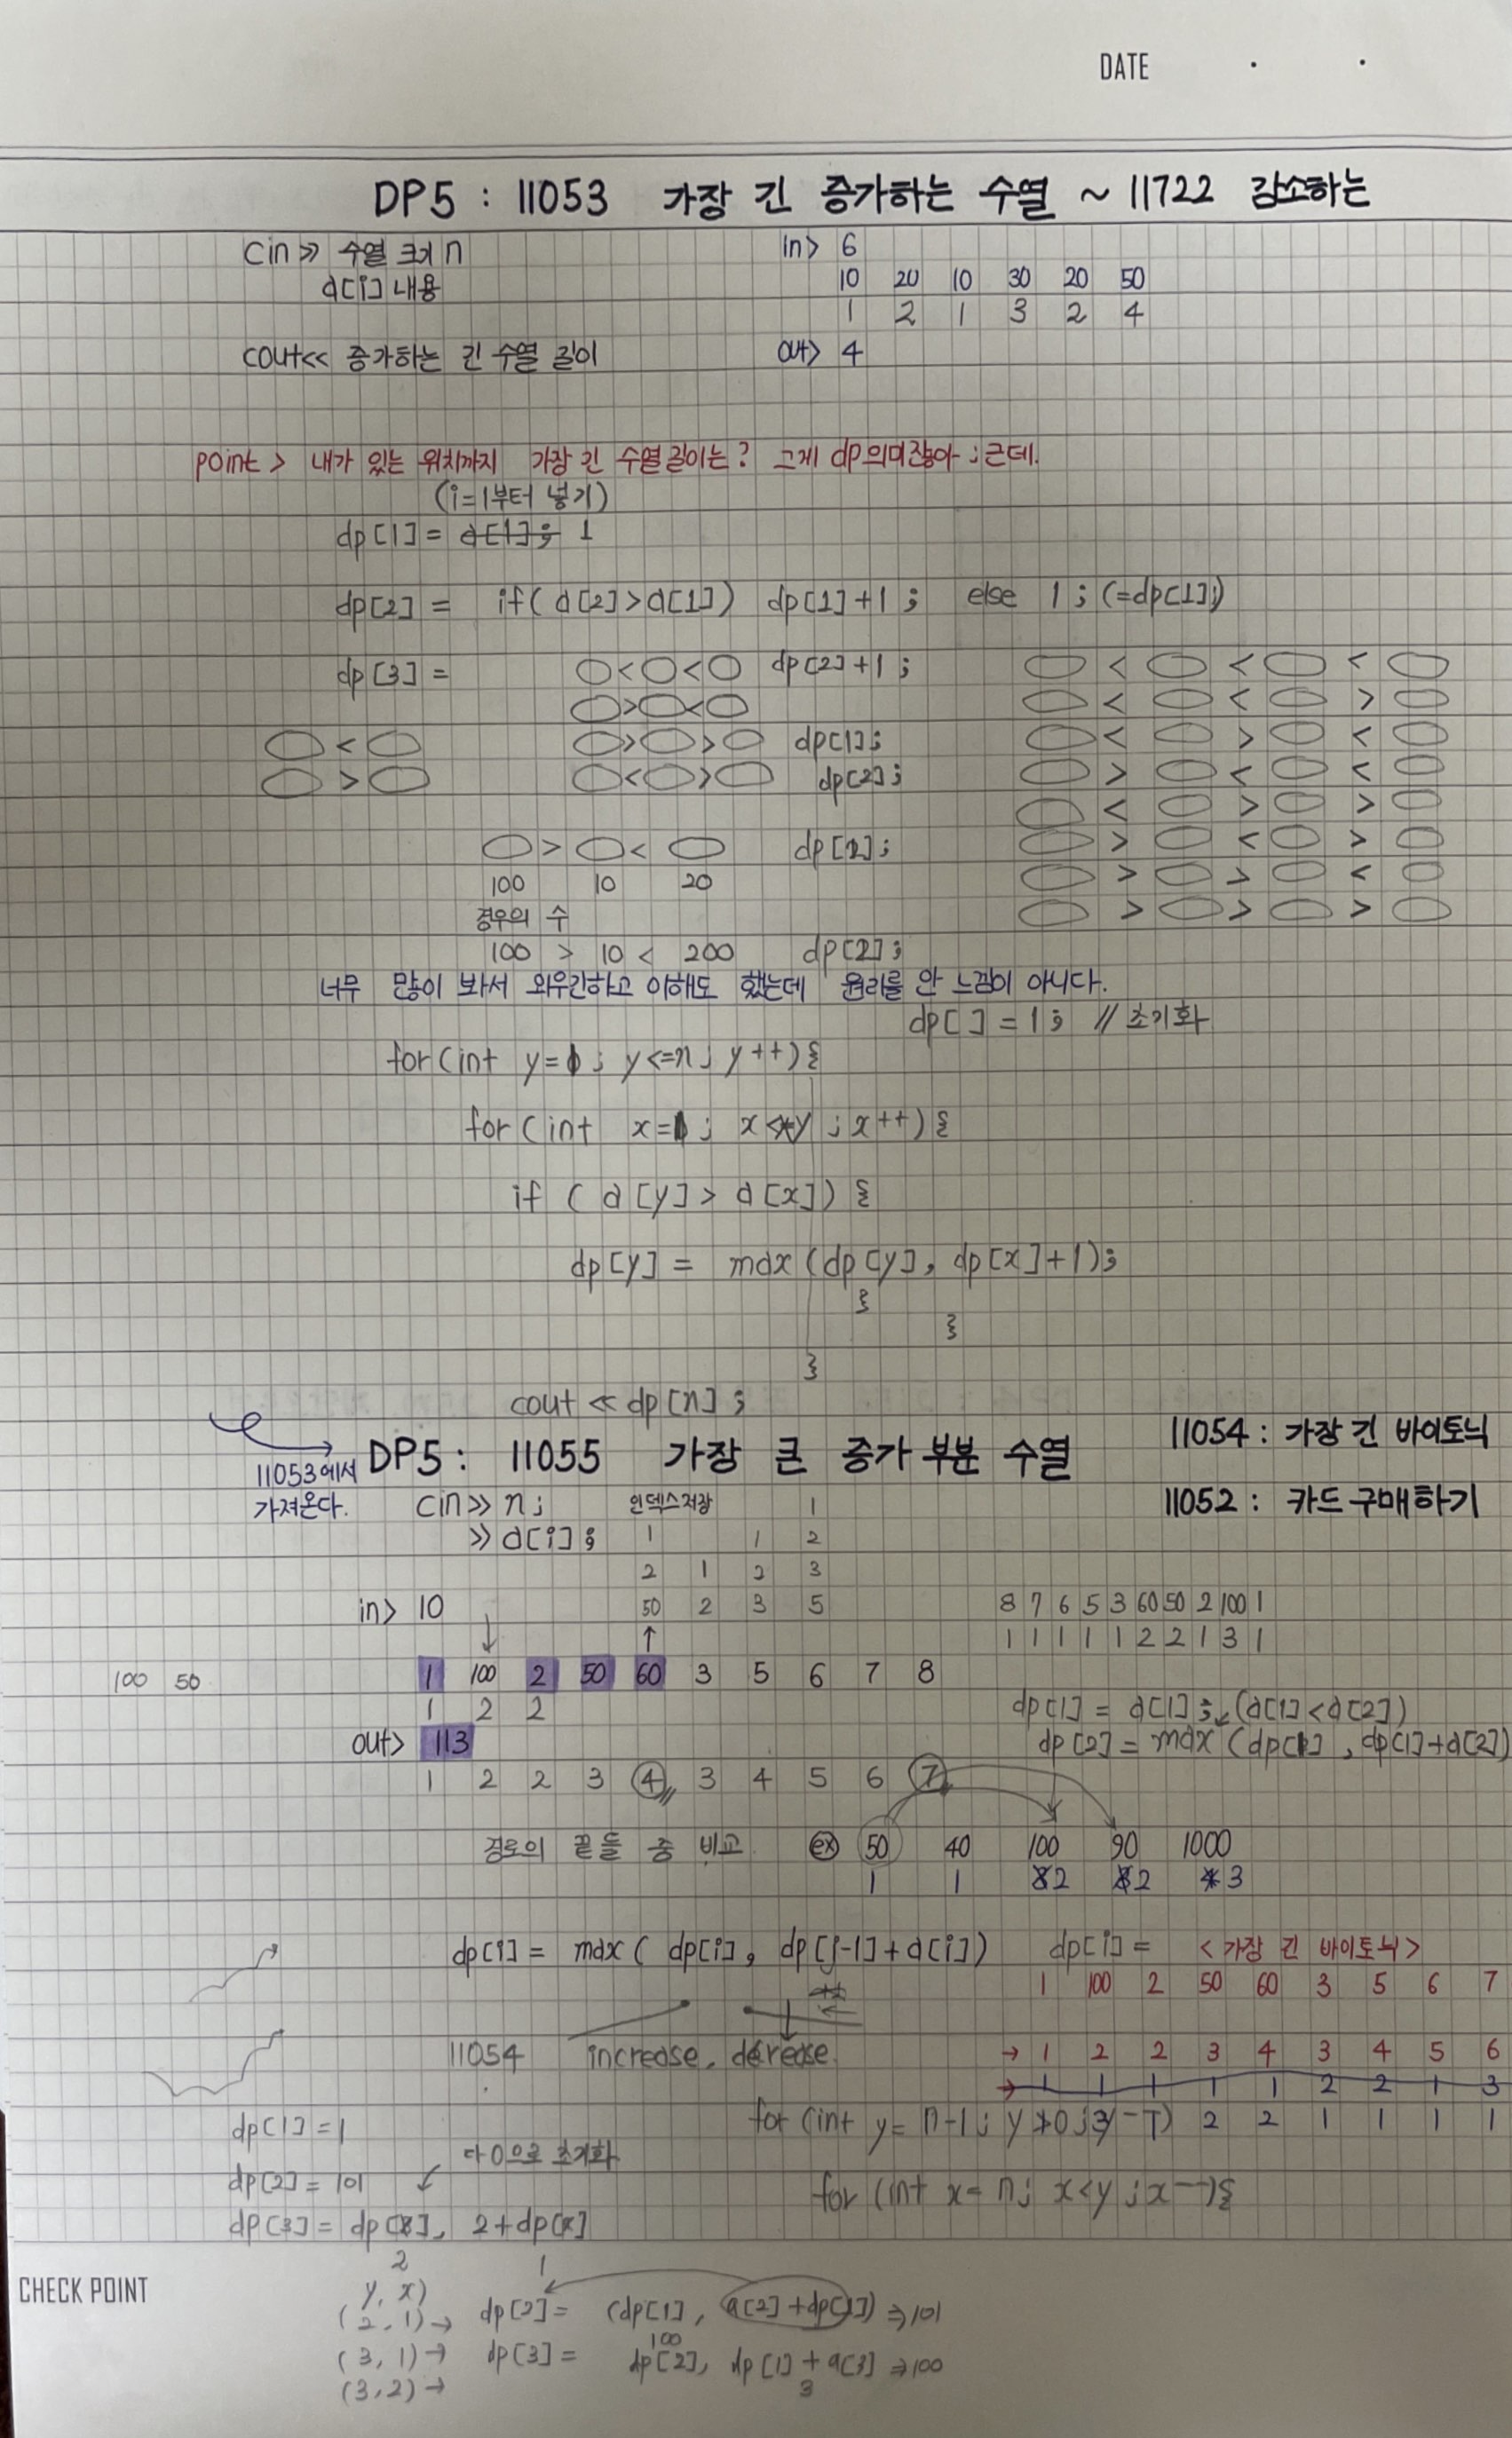 DATE . .
DP5 : 11053 가장 긴 증가하는 수열 ~ 11722 감소하는
cin >> 수열 크기 n
a[i] 내용
in> 6
10 20 10 30 20 50
1 2 1 3 2 4
cout<< 증가하는 긴 수열 길이
out> 4
point > 내가 있는 위치까지 가장 긴 수열길이는? 그게 dp의미잖아 ; 근데.
(i=1부터 넣기)
dp[1] = a[1]; 1
dp[2] = if( a[2]>a[1]) dp[1]+1 ; else 1 ; (=dp[1];)
dp[3] = < < dp[2]+1 ;
> <
> > dp[1];
< > dp[2];
<
>
> < dp[1];
100 10 20
경우의 수
100 > 10 < 200 dp[2];
< < <
< < >
< > <
> < <
< > >
> < >
> > <
> > >
너무 많이 봐서 외우긴하고 이해도 했는데 원리를 안 느낌이 아니다.
dp[ ] = 1; // 초기화
for(int y=1; y<=n; y++){
for(int x=1; x<y ; x++){
if ( a[y] > a[x]) {
dp[y] = max(dp[y], dp[x]+1);
}
}
}
cout << dp[n] ;
11053에서
가져온다.
DP5 : 11055 가장 큰 증가 부분 수열
11054 : 가장 긴 바이토닉
11052 : 카드 구매하기
cin >> n;
>> a[i];
인덱스저장 1
1 1 2
2 1 2 3
50 2 3 5
in> 10
8 7 6 5 3 60 50 2 100 1
1 1 1 1 1 2 2 1 3 1
100 50
1 100 2 50 60 3 5 6 7 8
1 2 2
out> 113
dp[1] = a[1]; (a[1]<a[2])
dp[2] = max (dp[1], dp[1]+a[2])
1 2 2 3 4 3 4 5 6 7
경로의 끝들 중 비교
ex 50 40 100 90 1000
1 1 2 2 3
dp[i] = max( dp[i], dp[j-1]+a[i])
dp[i] = <가장 긴 바이토닉>
1 100 2 50 60 3 5 6 7
11054 increase, decrease
→ 1 2 2 3 4 3 4 5 6
→ 1 1 1 1 1 2 2 1 3
for (int y= n-1; y>0; y--) 2 2 1 1 1 1
for (int x= n; x<y ; x--){
dp[1] = 1
다 0으로 초기화
dp[2] = 101
dp[3] = dp[x], 2+dp[x]
2 1
CHECK POINT
y, x)
(2, 1) → dp[2] = (dp[1], a[2]+dp[1]) ⇒ 101
100
(3, 1) → dp[3] = dp[2], dp[1] + a[3] ⇒ 100
3
(3, 2) →